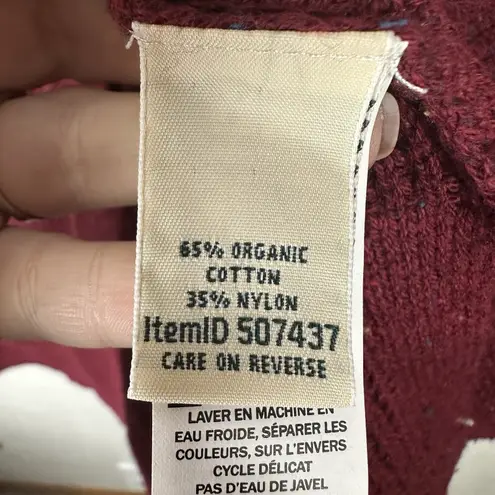 65% ORGANIC
COTTON
35% NYLON
ItemID 507437
CARE ON REVERSE
LAVER EN MACHINE EN
EAU FROIDE, SÉPARER LES
COULEURS, SUR L'ENVERS
CYCLE DÉLICAT
PAS D'EAU DE JAVEL